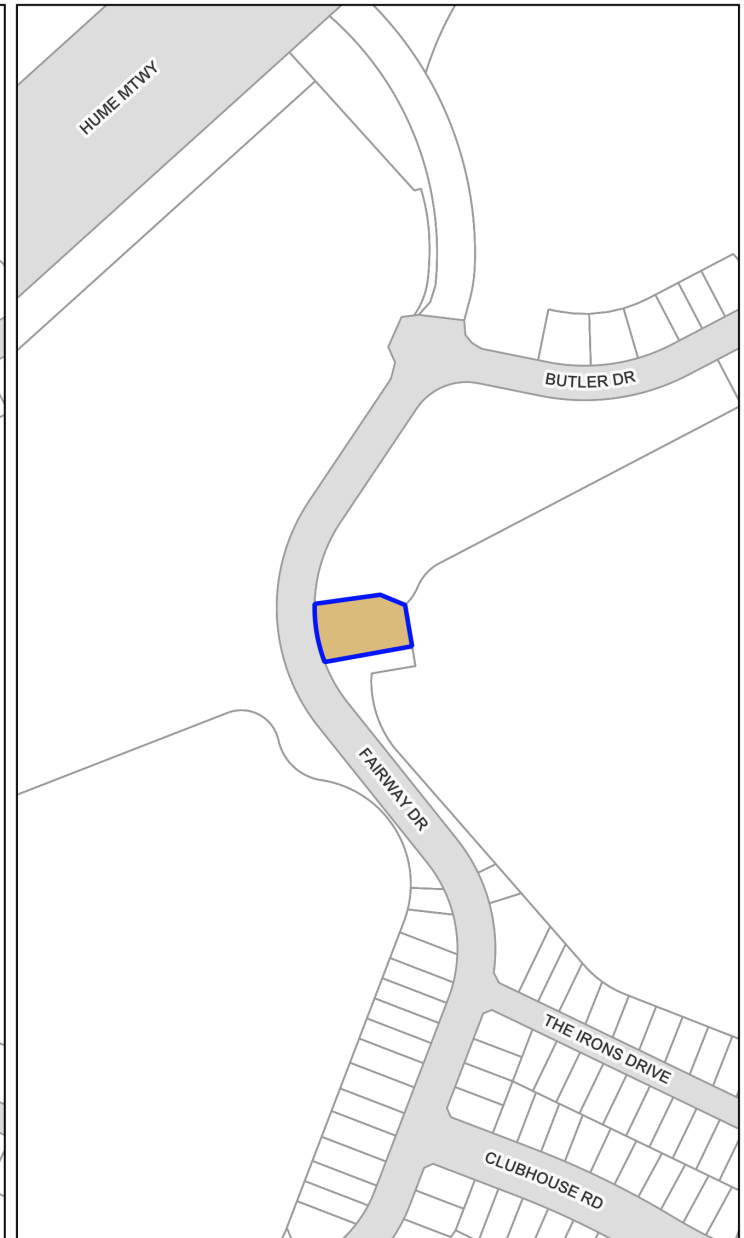 HUME MTWY
BUTLER DR
FAIRWAY DR
THE IRONS DRIVE
CLUBHOUSE RD